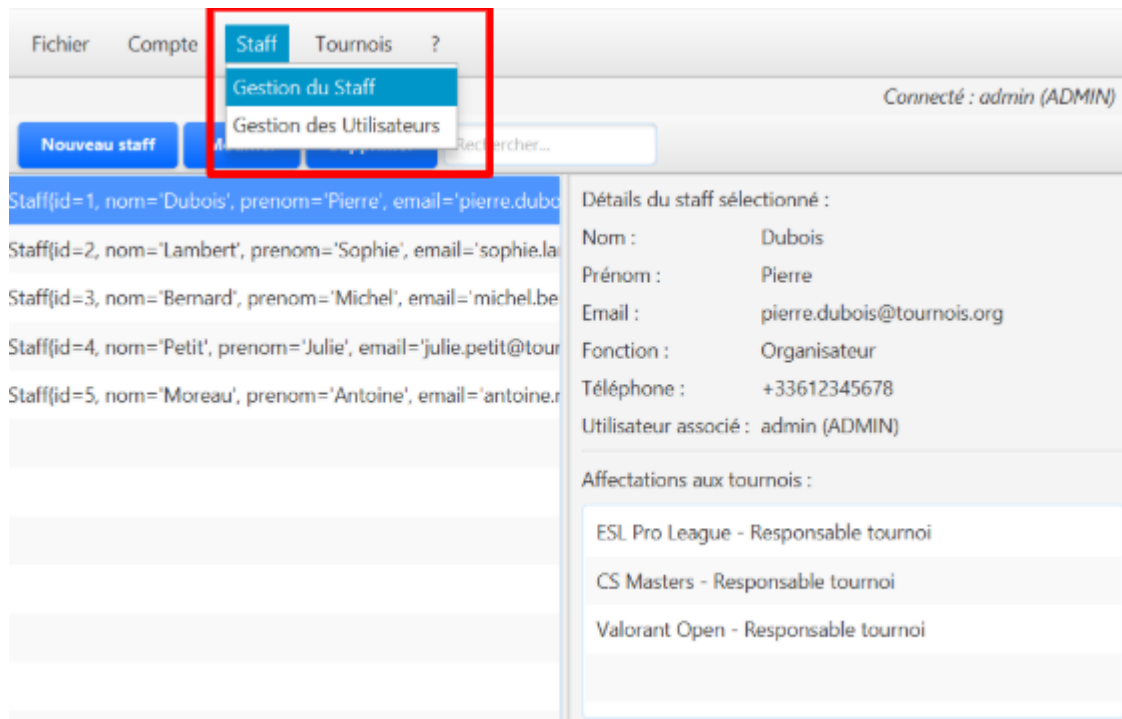 Fichier Compte Staff Tournois ?
Gestion du Staff
Connecté : admin (ADMIN)
Gestion des Utilisateurs
Nouveau staff Rechercher...
Staff{id=1, nom='Dubois', prenom='Pierre', email='pierre.dubo
Staff{id=2, nom='Lambert', prenom='Sophie', email='sophie.la
Staff{id=3, nom='Bernard', prenom='Michel', email='michel.be
Staff{id=4, nom='Petit', prenom='Julie', email='julie.petit@tour
Staff{id=5, nom='Moreau', prenom='Antoine', email='antoine.r
Détails du staff sélectionné :
Nom : Dubois
Prénom : Pierre
Email : pierre.dubois@tournois.org
Fonction : Organisateur
Téléphone : +33612345678
Utilisateur associé : admin (ADMIN)
Affectations aux tournois :
ESL Pro League - Responsable tournoi
CS Masters - Responsable tournoi
Valorant Open - Responsable tournoi